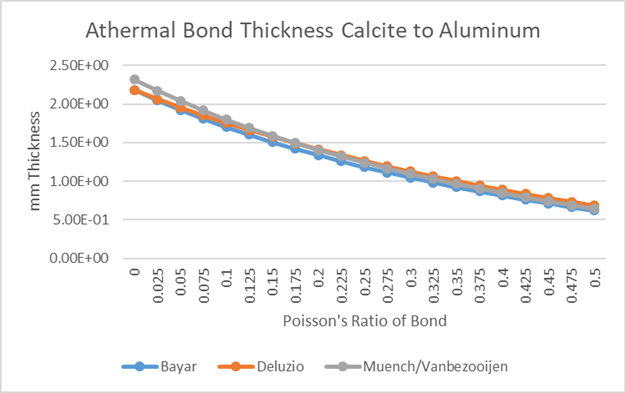 Athermal Bond Thickness Calcite to Aluminum
2.50E+00
2.00E+00
1.50E+00
1.00E+00
5.00E-01
0.00E+00
mm Thickness
0 0.025 0.05 0.075 0.1 0.125 0.15 0.175 0.2 0.225 0.25 0.275 0.3 0.325 0.35 0.375 0.4 0.425 0.45 0.475 0.5
Poisson's Ratio of Bond
Bayar Deluzio Muench/Vanbezooijen